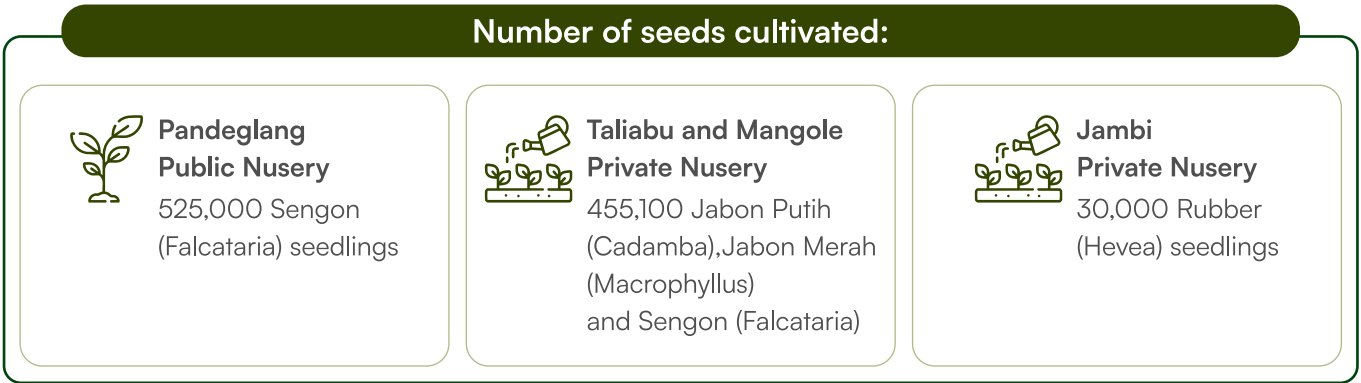 Number of seeds cultivated:
Pandeglang
Public Nusery
525,000 Sengon
(Falcataria) seedlings
Taliabu and Mangole
Private Nusery
455,100 Jabon Putih
(Cadamba),Jabon Merah
(Macrophyllus)
and Sengon (Falcataria)
Jambi
Private Nusery
30,000 Rubber
(Hevea) seedlings